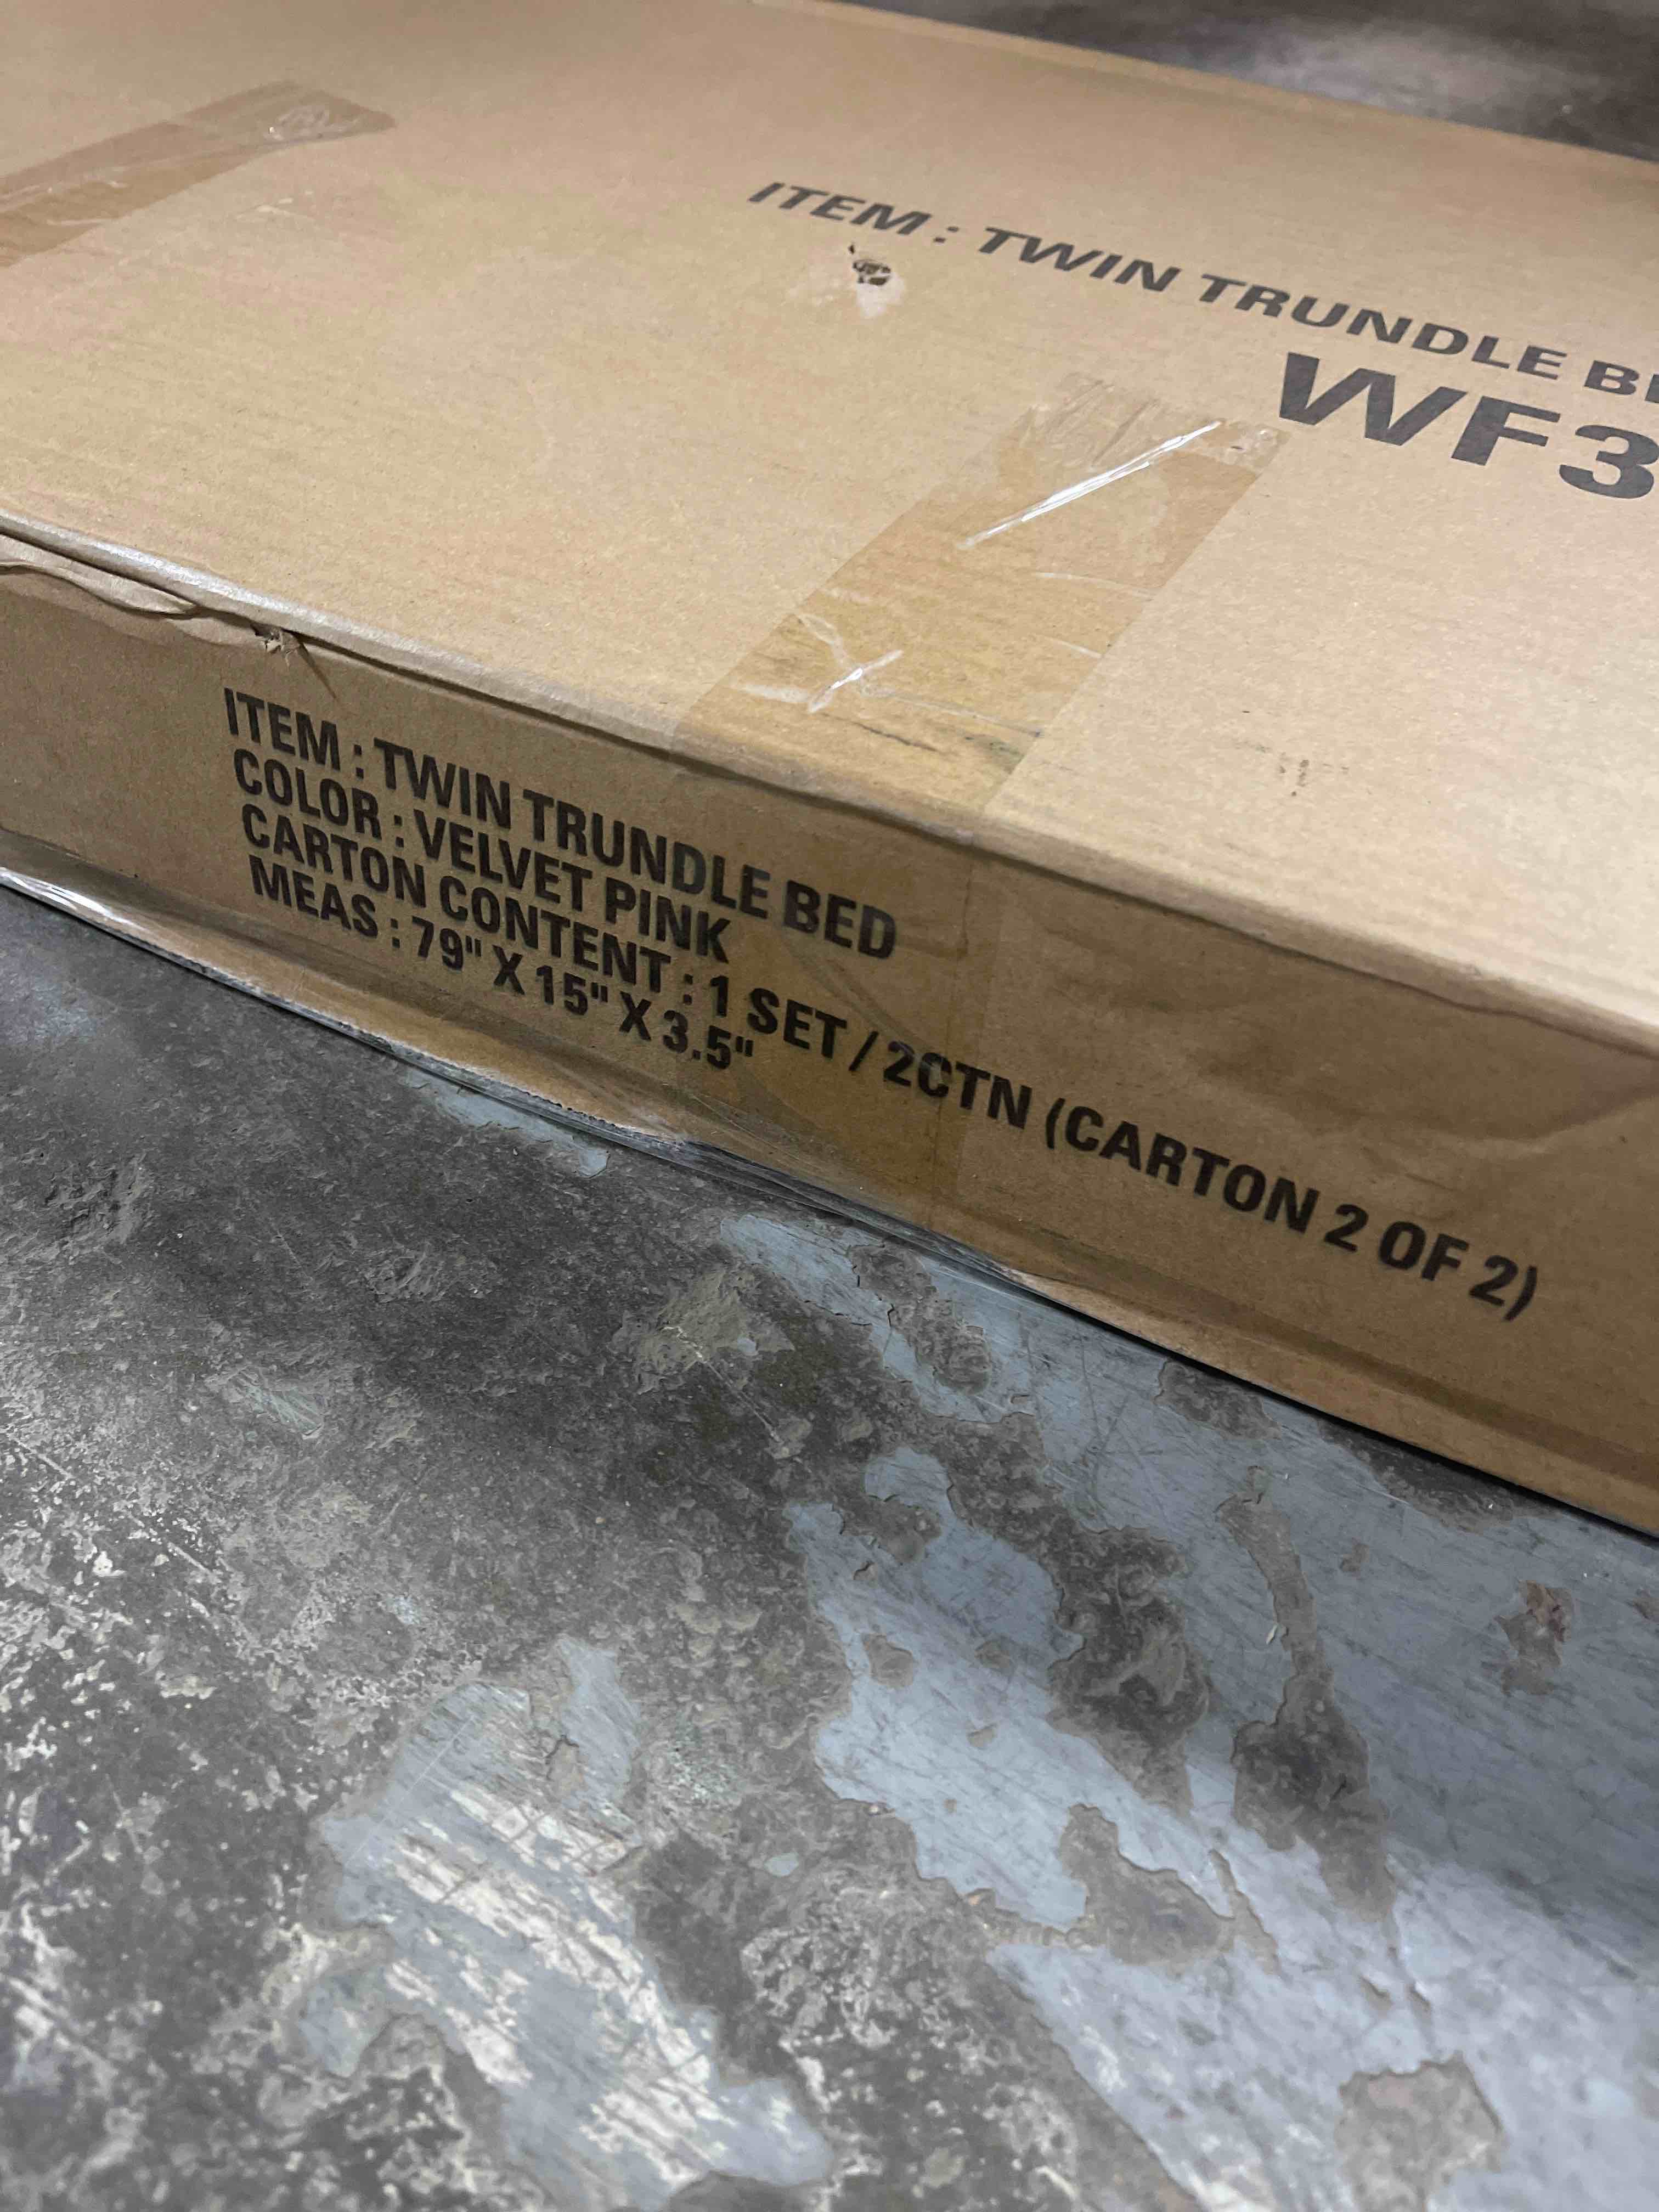 ITEM : TWIN TRUNDLE
WF3
ITEM : TWIN TRUNDLE BED
COLOR : VELVET PINK
CARTON CONTENT : 1 SET / 2CTN (CARTON 2 OF 2)
MEAS : 79" X 15" X 3.5"